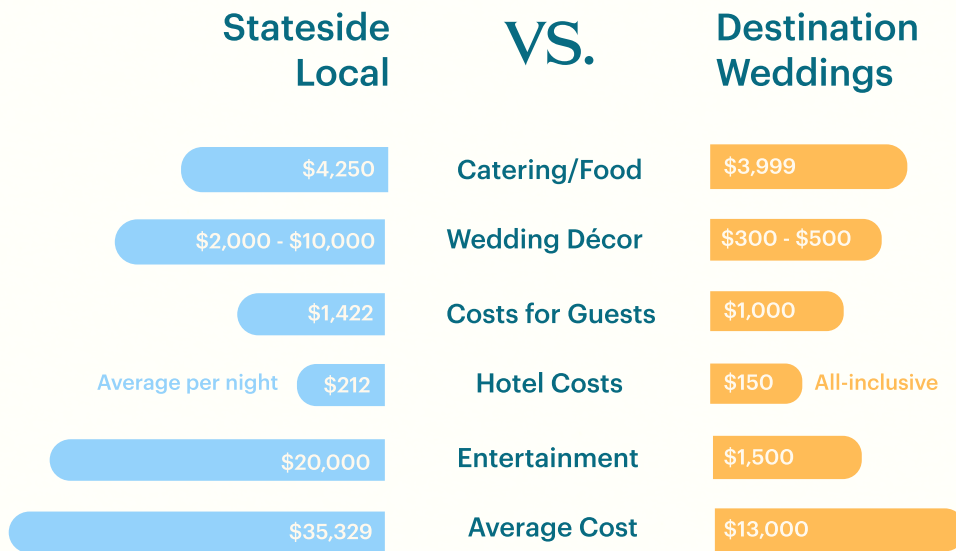 Stateside
Local
VS.
Destination
Weddings
$4,250
Catering/Food
$3,999
$2,000 - $10,000
Wedding Décor
$300 - $500
$1,422
Costs for Guests
$1,000
Average per night
$212
Hotel Costs
$150
All-inclusive
$20,000
Entertainment
$1,500
$35,329
Average Cost
$13,000